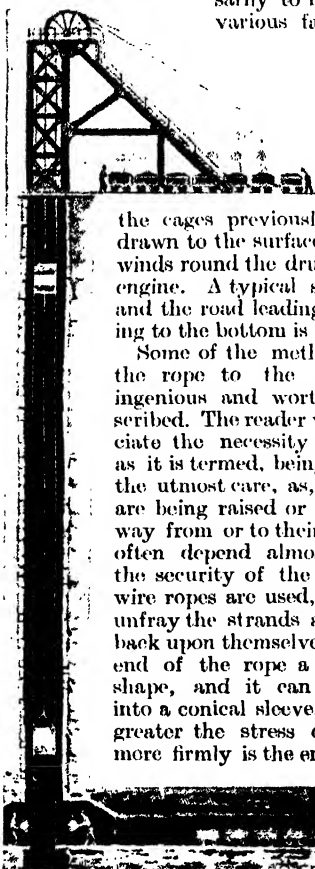 various fa
the cages previousl
drawn to the surface
winds round the dru
engine. A typical s
and the road leading
ing to the bottom is
Some of the meth
the rope to the
ingenious and wort
scribed. The reader
ciate the necessity
as it is termed, bein
the utmost care, as,
are being raised or
way from or to their
often depend almo
the security of the
wire ropes are used,
unfray the strands a
back upon themselve
end of the rope a
shape, and it can
into a conical sleeve
greater the stress
more firmly is the en